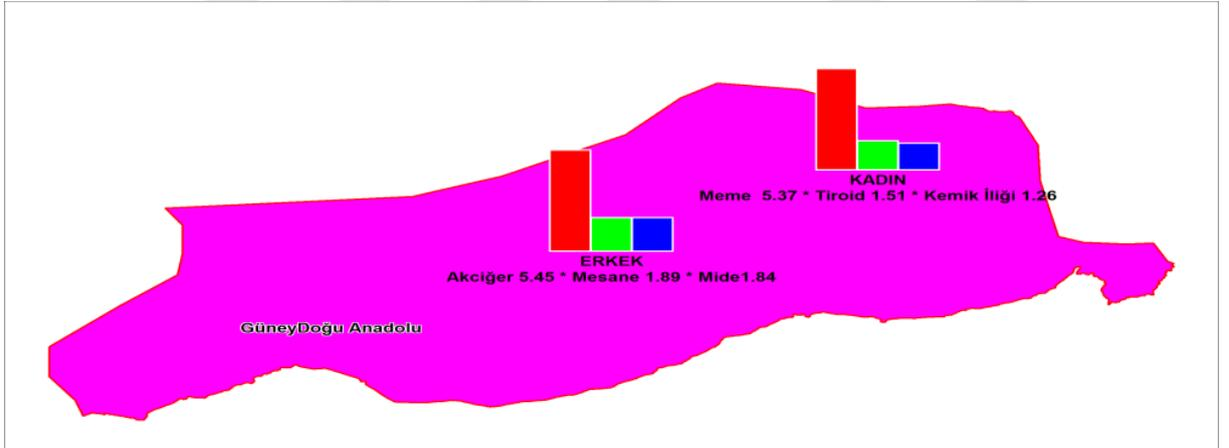 KADIN
Meme  5.37 * Tiroid 1.51 * Kemik İliği 1.26
ERKEK
Akciğer 5.45 * Mesane 1.89 * Mide1.84
GüneyDoğu Anadolu